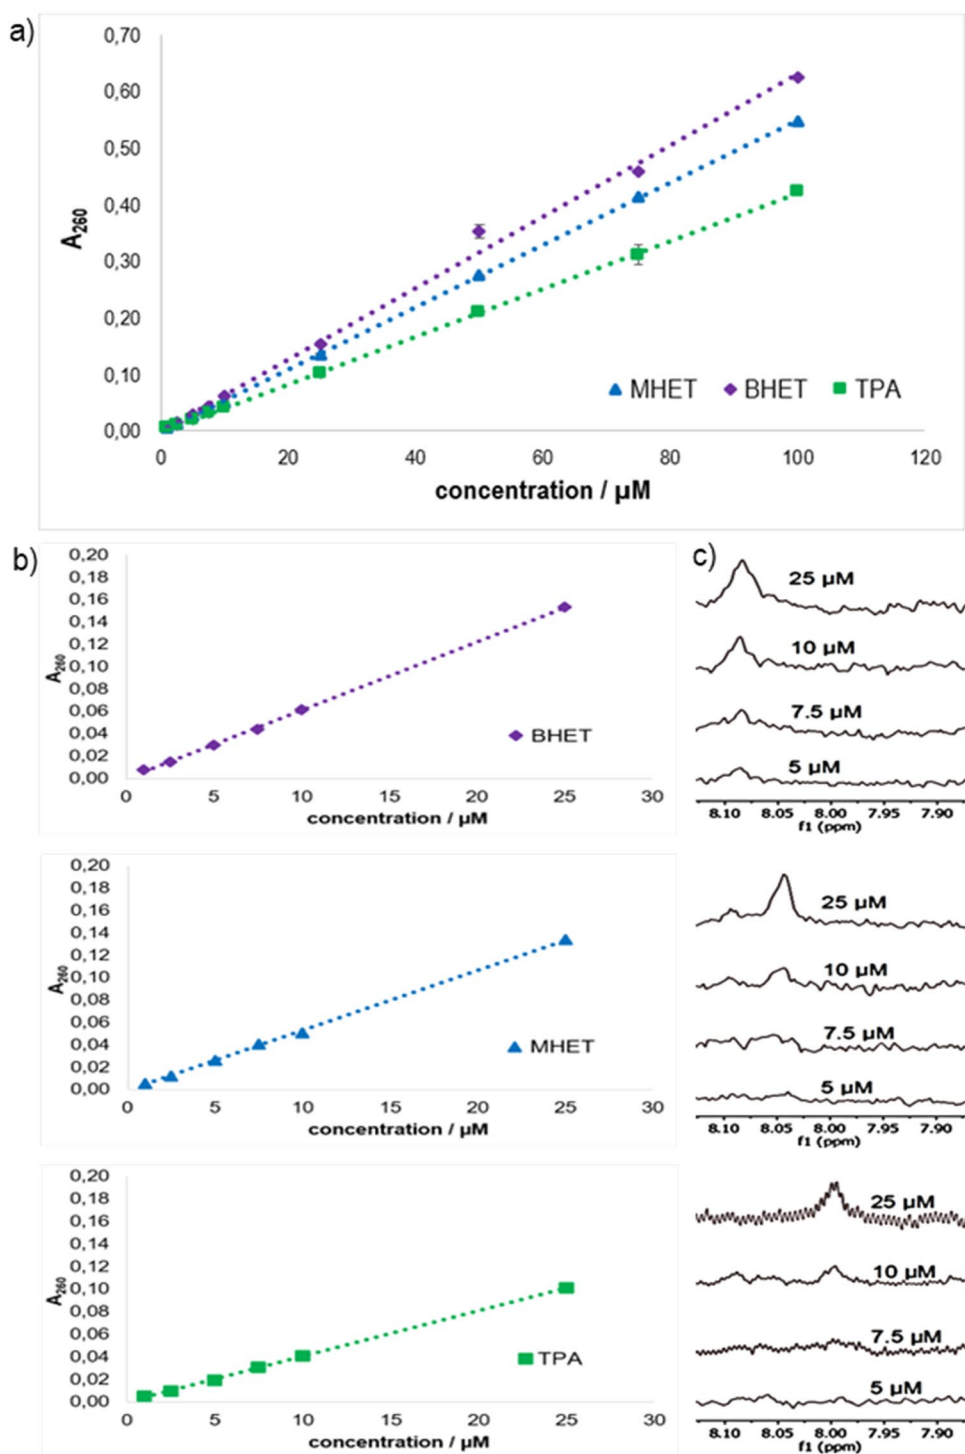 a)
0,70
0,60
0,50
0,40
0,30
0,20
0,10
0,00
A260
0 20 40 60 80 100 120
concentration / µM
MHET BHET TPA
b)
0,20
0,18
0,16
0,14
0,12
0,10
0,08
0,06
0,04
0,02
0,00
A260
BHET
0 5 10 15 20 25 30
concentration / µM
0,20
0,18
0,16
0,14
0,12
0,10
0,08
0,06
0,04
0,02
0,00
A260
MHET
0 5 10 15 20 25 30
concentration / µM
0,20
0,18
0,16
0,14
0,12
0,10
0,08
0,06
0,04
0,02
0,00
A260
TPA
0 5 10 15 20 25 30
concentration / µM
c)
25 µM
10 µM
7.5 µM
5 µM
8.10 8.05 8.00 7.95 7.90
f1 (ppm)
25 µM
10 µM
7.5 µM
5 µM
8.10 8.05 8.00 7.95 7.90
f1 (ppm)
25 µM
10 µM
7.5 µM
5 µM
8.10 8.05 8.00 7.95 7.90
f1 (ppm)